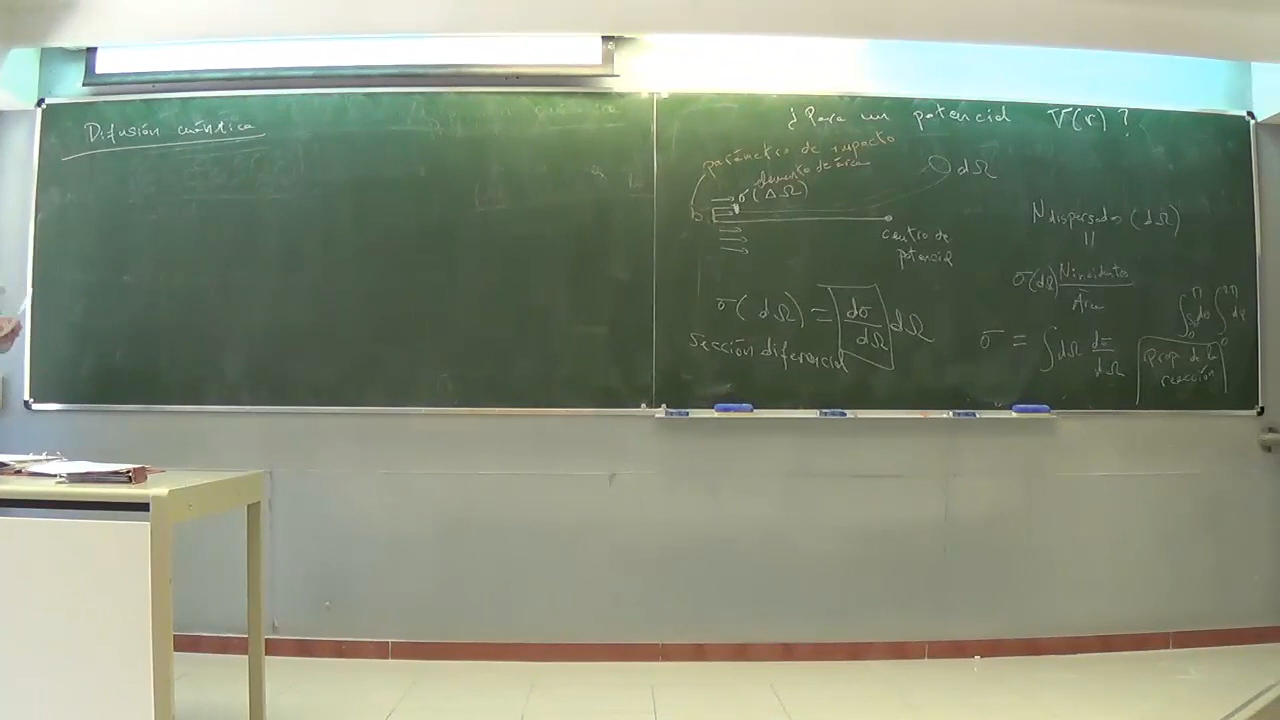 Difusión cuántica
¿Para un potencial V(r)?
parámetro de impacto
elemento de área
σ(ΔΩ)
dΩ
b
centro de
potencial
N dispersados (dΩ)
=
σ(dΩ) N incidentes / Área
σ(dΩ) = dσ/dΩ dΩ
sección diferencial
σ = ∫dΩ dσ/dΩ
Prop de la
reacción